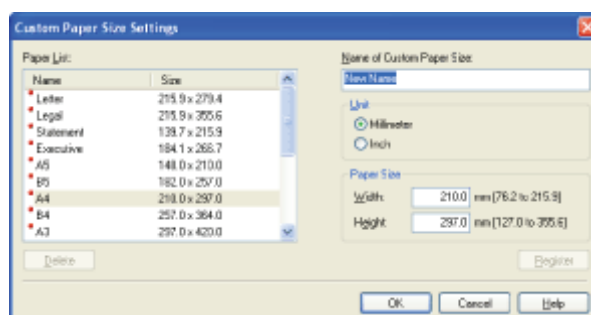 Custom Paper Size Settings
Paper List:
Name Size
Letter 215.9 x 279.4
Legal 215.9 x 355.6
Statement 139.7 x 215.9
Executive 184.1 x 266.7
A5 148.0 x 210.0
B5 182.0 x 257.0
A4 210.0 x 297.0
B4 257.0 x 364.0
A3 297.0 x 420.0
Delete
Name of Custom Paper Size:
New Name
Unit
Millimeter
Inch
Paper Size
Width: 210.0 mm [76.2 to 215.9]
Height: 297.0 mm [127.0 to 355.6]
Register
OK Cancel Help